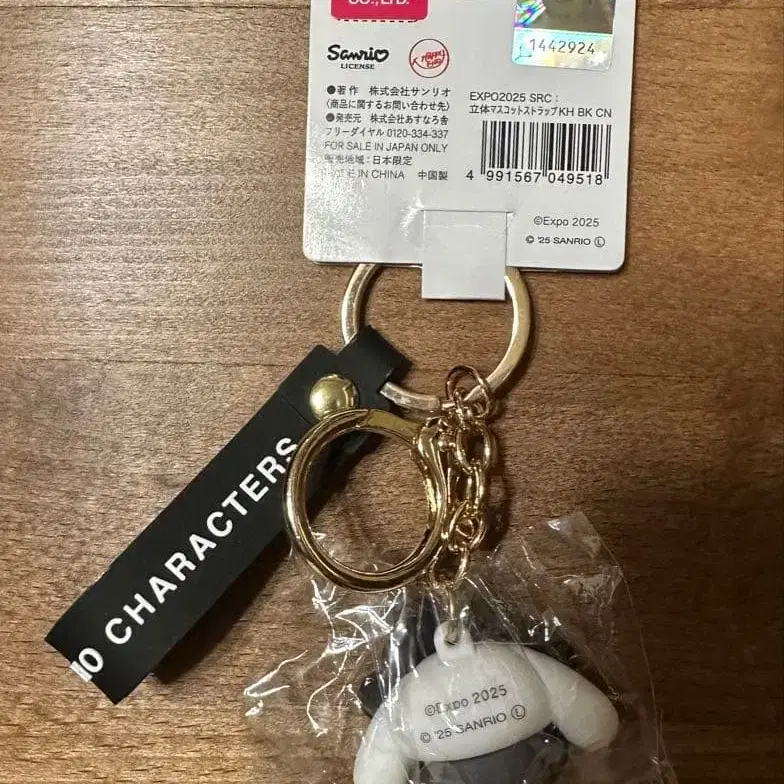 CO.,LTD.
1442924
Sanrio
LICENSE
HAPPY
●著作 株式会社サンリオ
(商品に関するお問い合わせ先)
●発売元 株式会社あすなろ舎
フリーダイヤル 0120-334-337
FOR SALE IN JAPAN ONLY
販売地域:日本限定
MADE IN CHINA 中国製
EXPO2025 SRC:
立体マスコットストラップKH BK CN
4 991567 049518
©Expo 2025
© '25 SANRIO Ⓛ
IO CHARACTERS
©Expo 2025
© '25 SANRIO Ⓛ